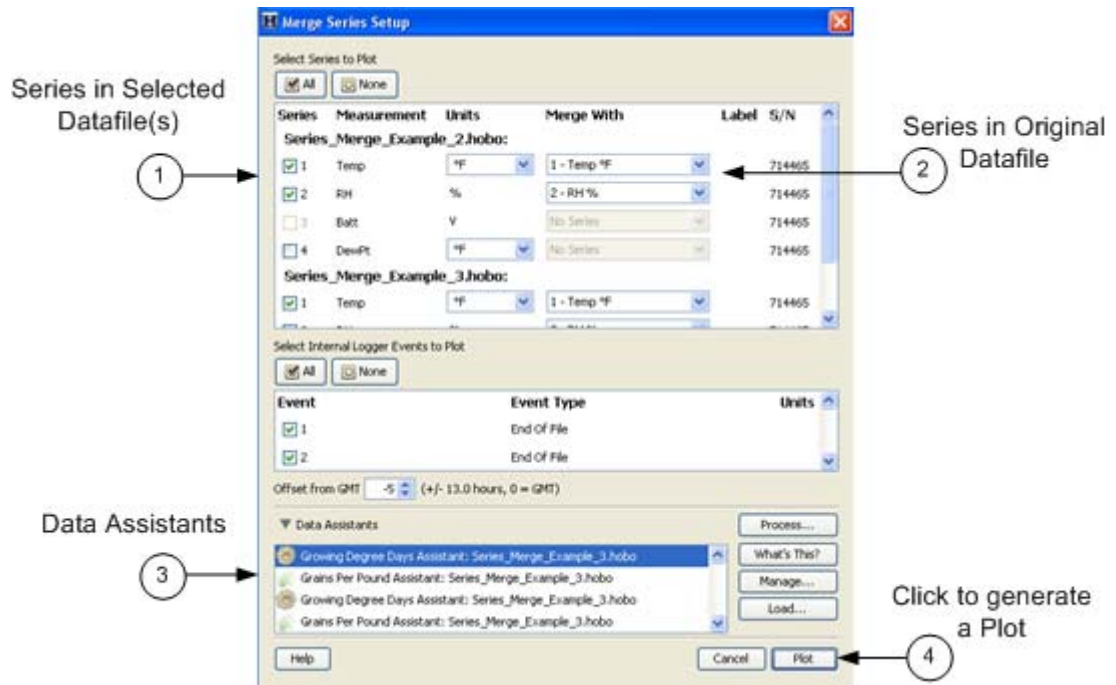 Merge Series Setup
Select Series to Plot
All None
Series Measurement Units Merge With Label S/N
Series_Merge_Example_2.hobo:
1 Temp °F 1 - Temp °F 714465
2 RH % 2 - RH % 714465
3 Batt V No Series 714465
4 DewPt °F No Series 714465
Series_Merge_Example_3.hobo:
1 Temp °F 1 - Temp °F 714465
Select Internal Logger Events to Plot
All None
Event Event Type Units
1 End Of File
2 End Of File
Offset from GMT -5 (+/- 13.0 hours, 0 = GMT)
Data Assistants
Growing Degree Days Assistant: Series_Merge_Example_3.hobo
Grains Per Pound Assistant: Series_Merge_Example_3.hobo
Growing Degree Days Assistant: Series_Merge_Example_3.hobo
Grains Per Pound Assistant: Series_Merge_Example_3.hobo
Process...
What's This?
Manage...
Load...
Help Cancel Plot
Series in Selected
Datafile(s)
1
Series in Original
Datafile
2
Data Assistants
3
Click to generate
a Plot
4